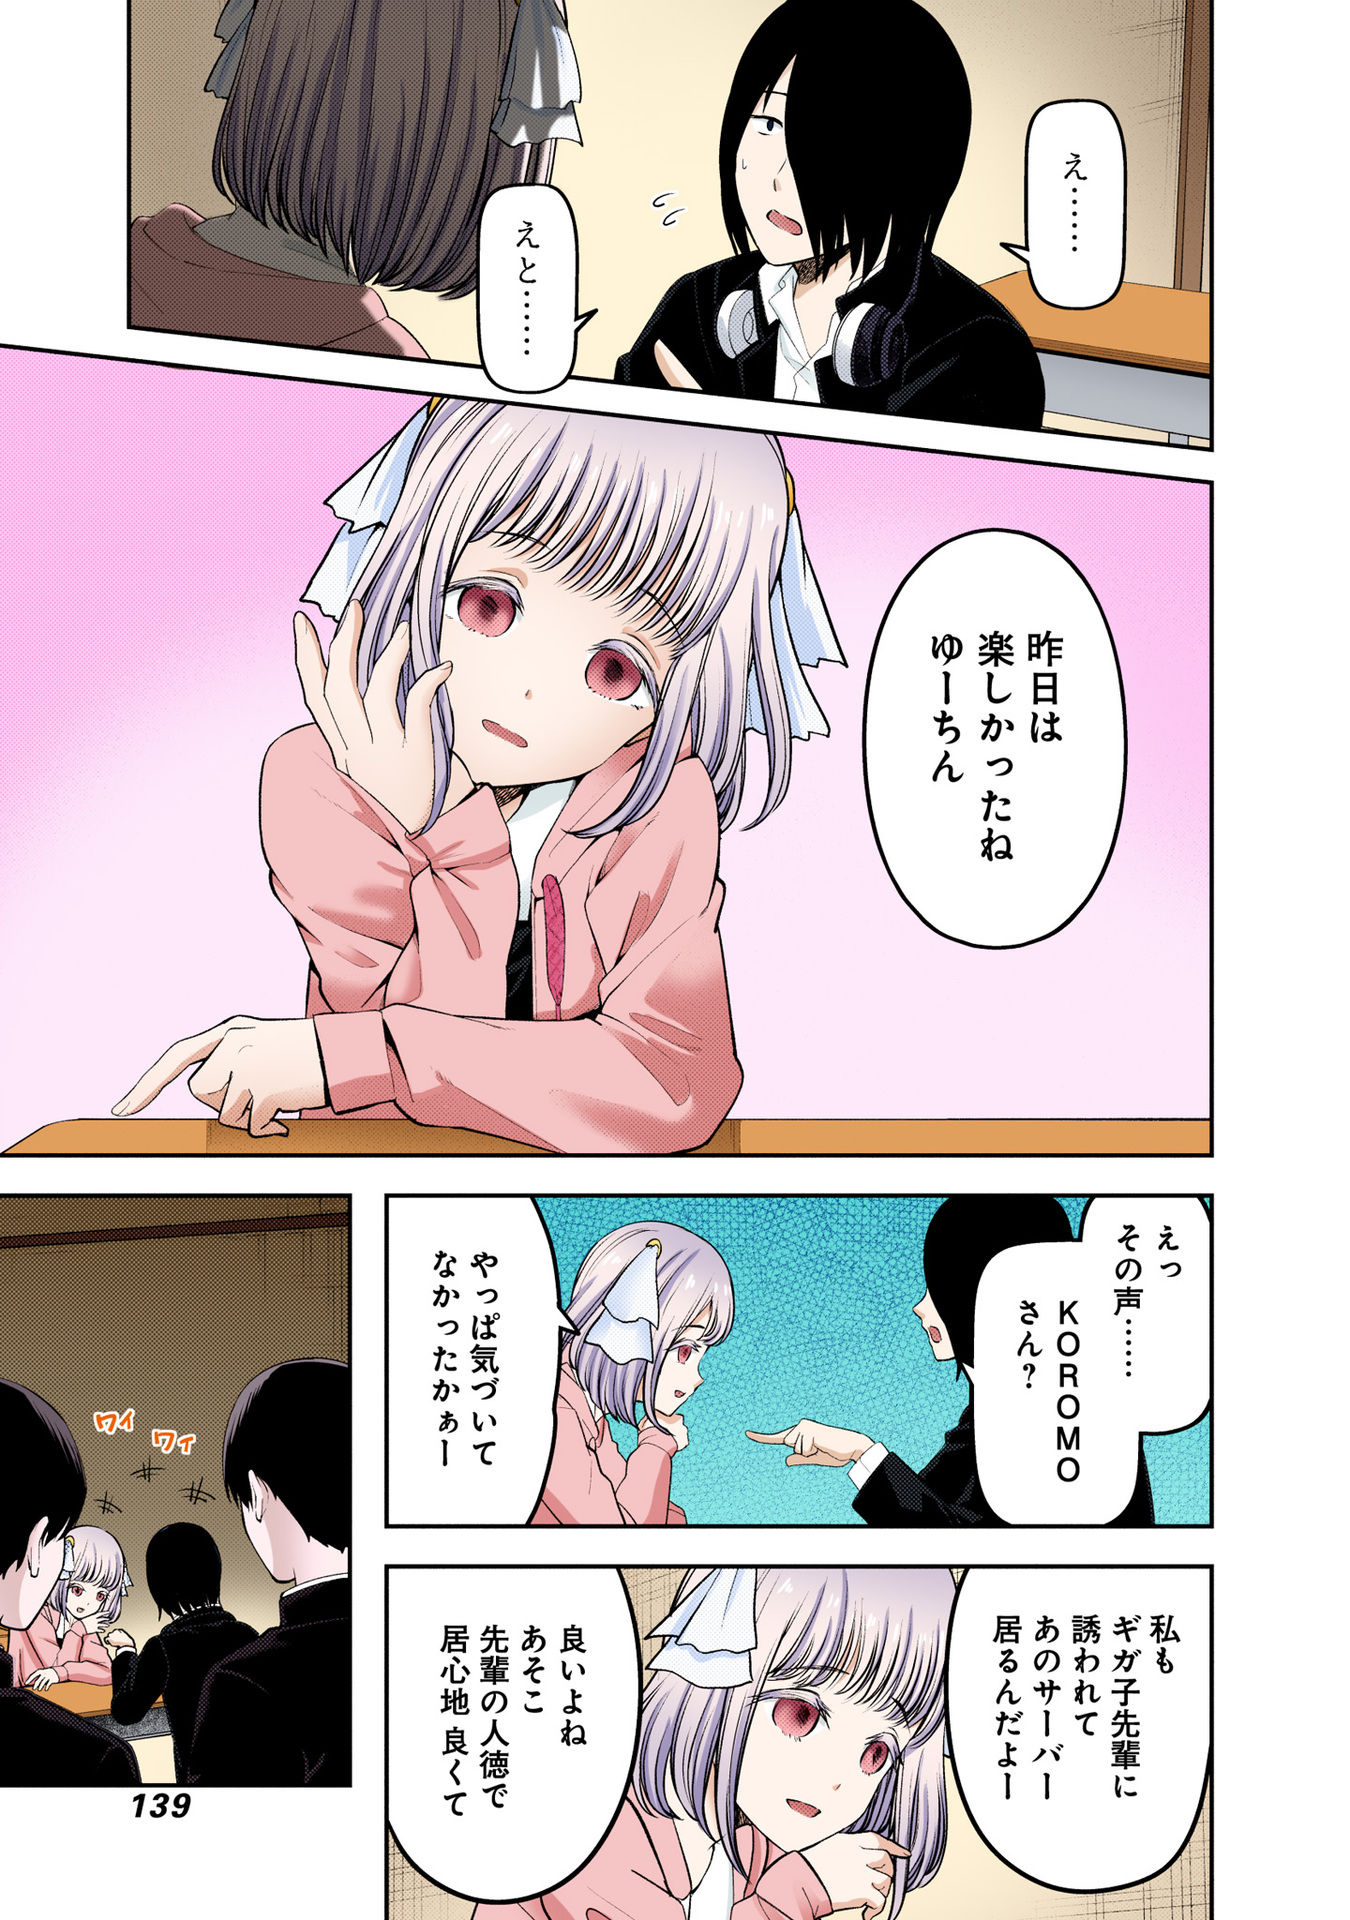 え……
えと……
昨日は
楽しかったね
ゆーちん
えっ
その声……
KOROMO
さん?
やっぱ気づいて
なかったかぁー
私も
ギガ子先輩に
誘われて
あのサーバー
居るんだよー
良いよね
あそこ
先輩の人徳で
居心地良くて
ワイ
ワイ
139